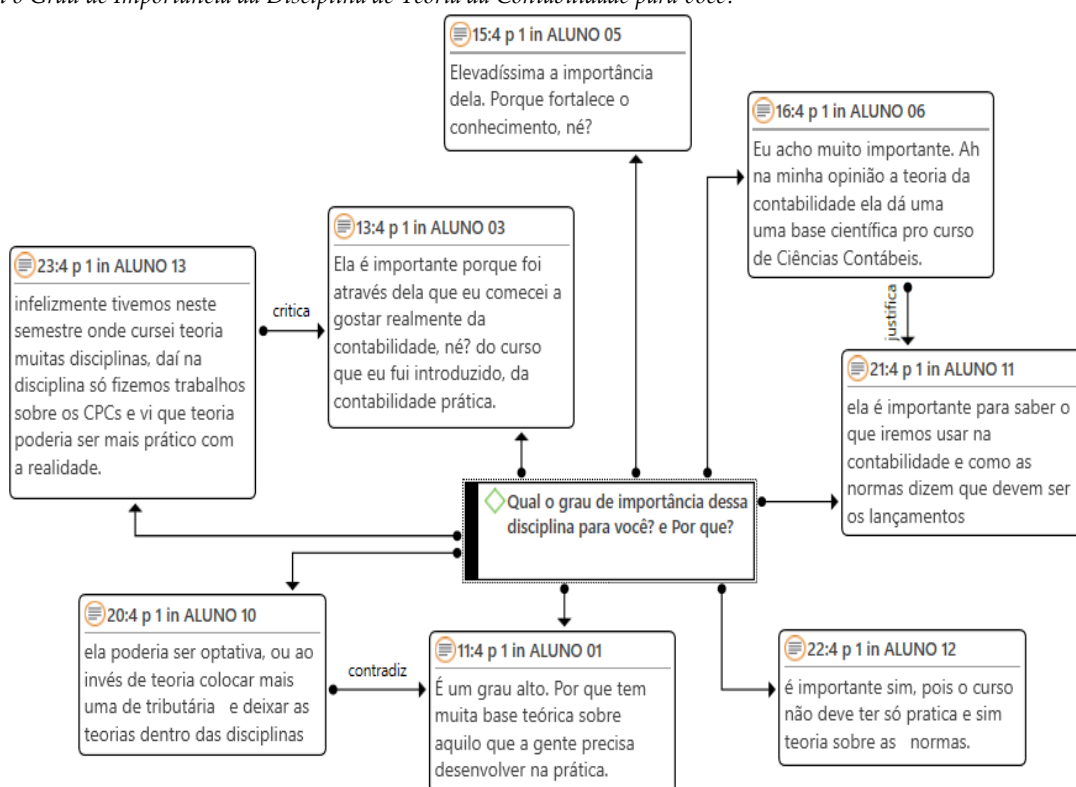 o Grau de Importância da Disciplina de Teoria da Contabilidade para você?
15:4 p 1 in ALUNO 05
Elevadíssima a importância
dela. Porque fortalece o
conhecimento, né?
16:4 p 1 in ALUNO 06
Eu acho muito importante. Ah
na minha opinião a teoria da
contabilidade ela dá uma
uma base científica pro curso
de Ciências Contábeis.
13:4 p 1 in ALUNO 03
Ela é importante porque foi
através dela que eu comecei a
gostar realmente da
contabilidade, né? do curso
que eu fui introduzido, da
contabilidade prática.
23:4 p 1 in ALUNO 13
infelizmente tivemos neste
semestre onde cursei teoria
muitas disciplinas, daí na
disciplina só fizemos trabalhos
sobre os CPCs e vi que teoria
poderia ser mais prático com
a realidade.
critica
justifica
21:4 p 1 in ALUNO 11
ela é importante para saber o
que iremos usar na
contabilidade e como as
normas dizem que devem ser
os lançamentos
Qual o grau de importância dessa
disciplina para você? e Por que?
20:4 p 1 in ALUNO 10
ela poderia ser optativa, ou ao
invés de teoria colocar mais
uma de tributária e deixar as
teorias dentro das disciplinas
contradiz
11:4 p 1 in ALUNO 01
É um grau alto. Por que tem
muita base teórica sobre
aquilo que a gente precisa
desenvolver na prática.
22:4 p 1 in ALUNO 12
é importante sim, pois o curso
não deve ter só pratica e sim
teoria sobre as normas.